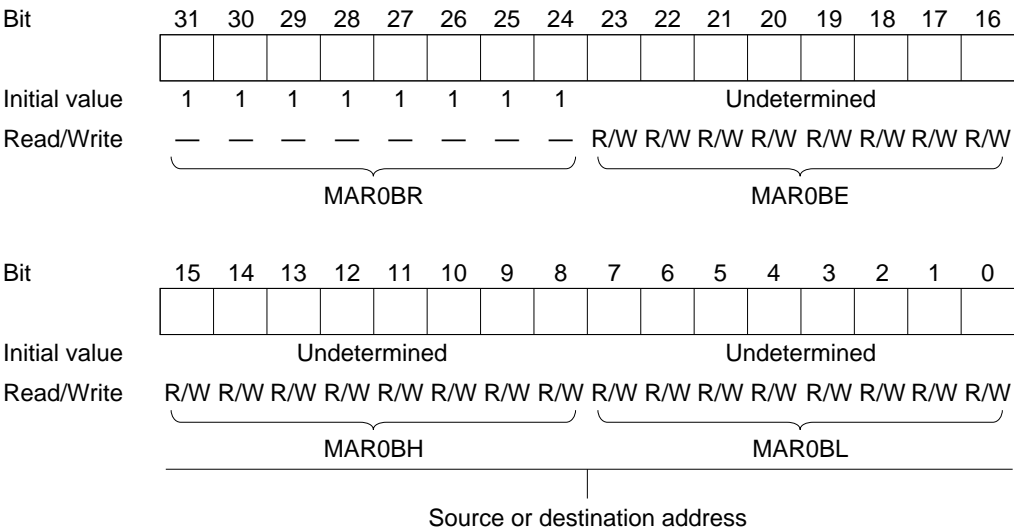 Bit 31 30 29 28 27 26 25 24 23 22 21 20 19 18 17 16
Initial value 1 1 1 1 1 1 1 1 Undetermined
Read/Write — — — — — — — — R/W R/W R/W R/W R/W R/W R/W R/W
MAR0BR MAR0BE
Bit 15 14 13 12 11 10 9 8 7 6 5 4 3 2 1 0
Initial value Undetermined Undetermined
Read/Write R/W R/W R/W R/W R/W R/W R/W R/W R/W R/W R/W R/W R/W R/W R/W R/W
MAR0BH MAR0BL
Source or destination address